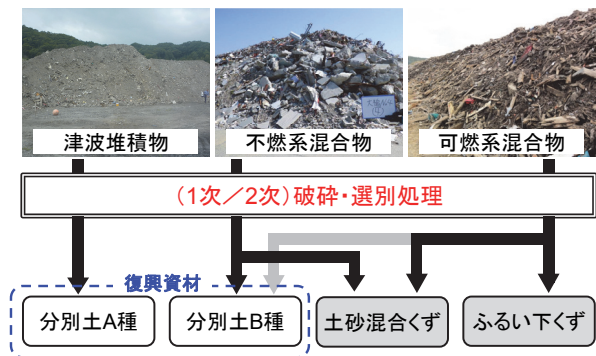 津波堆積物
不燃系混合物
可燃系混合物
(1次／2次)破砕・選別処理
復興資材
分別土A種
分別土B種
土砂混合くず
ふるい下くず